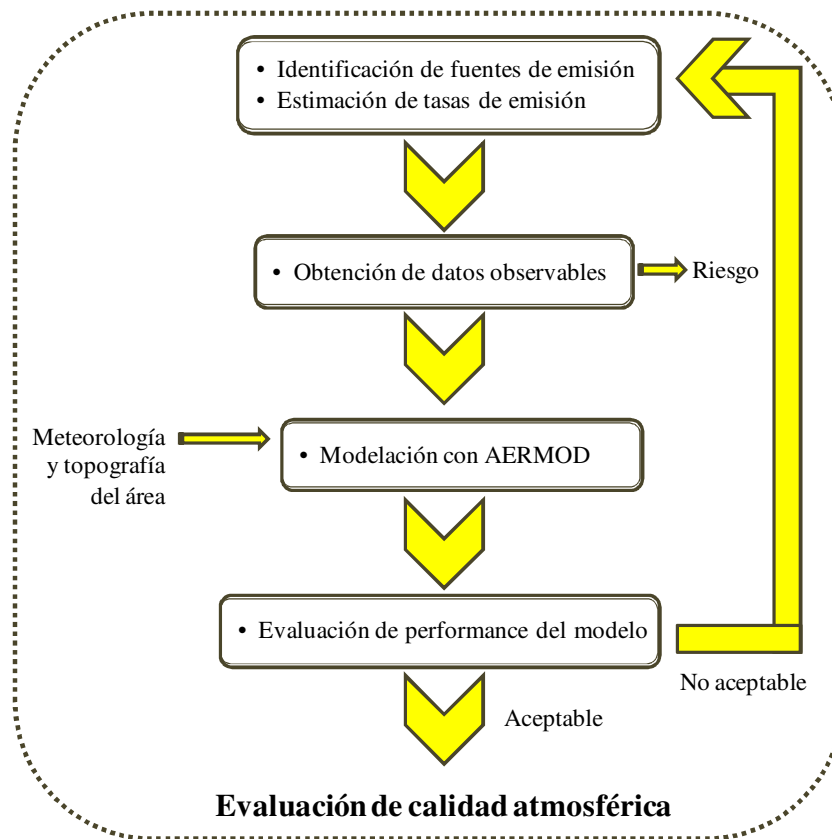 • Identificación de fuentes de emisión
• Estimación de tasas de emisión
• Obtención de datos observables
Riesgo
Meteorología
y topografía
del área
• Modelación con AERMOD
• Evaluación de performance del modelo
No aceptable
Aceptable
Evaluación de calidad atmosférica